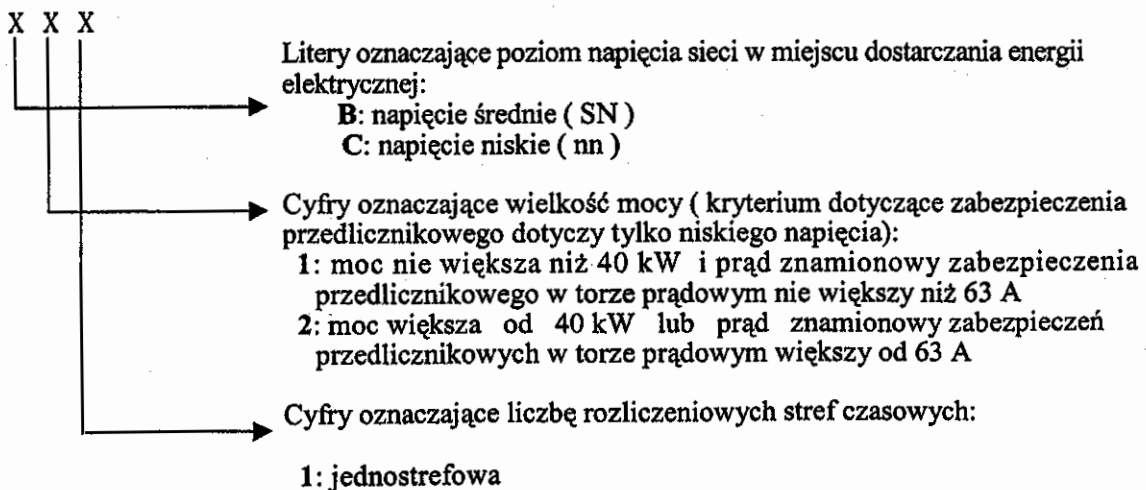 X X X
Litery oznaczające poziom napięcia sieci w miejscu dostarczania energii
elektrycznej:
B: napięcie średnie ( SN )
C: napięcie niskie ( nn )
Cyfry oznaczające wielkość mocy ( kryterium dotyczące zabezpieczenia
przedlicznikowego dotyczy tylko niskiego napięcia):
1: moc nie większa niż 40 kW i prąd znamionowy zabezpieczenia
przedlicznikowego w torze prądowym nie większy niż 63 A
2: moc większa od 40 kW lub prąd znamionowy zabezpieczeń
przedlicznikowych w torze prądowym większy od 63 A
Cyfry oznaczające liczbę rozliczeniowych stref czasowych:
1: jednostrefowa